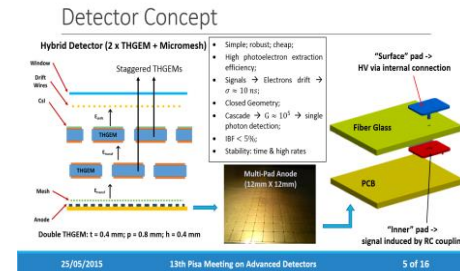 Detector Concept
Hybrid Detector (2 x THGEM + Micromesh)
Window
Drift
Wires
CsI
Staggered THGEMs
THGEM
THGEM
Mesh
Anode
Double THGEM: t = 0.4 mm; p = 0.8 mm; h = 0.4 mm
• Simple; robust; cheap;
• High photoelectron extraction
efficiency;
• Signals → Electrons drift →
σ ≈ 10 ns;
• Closed Geometry;
• Cascade → G ≈ 10⁵ → single
photon detection;
• IBF < 5%;
• Stability: time & high rates
Multi-Pad Anode
(12mm X 12mm)
"Surface" pad ->
HV via internal connection
Fiber Glass
PCB
"Inner" pad ->
signal induced by RC coupling
25/05/2015
13th Pisa Meeting on Advanced Detectors
5 of 16